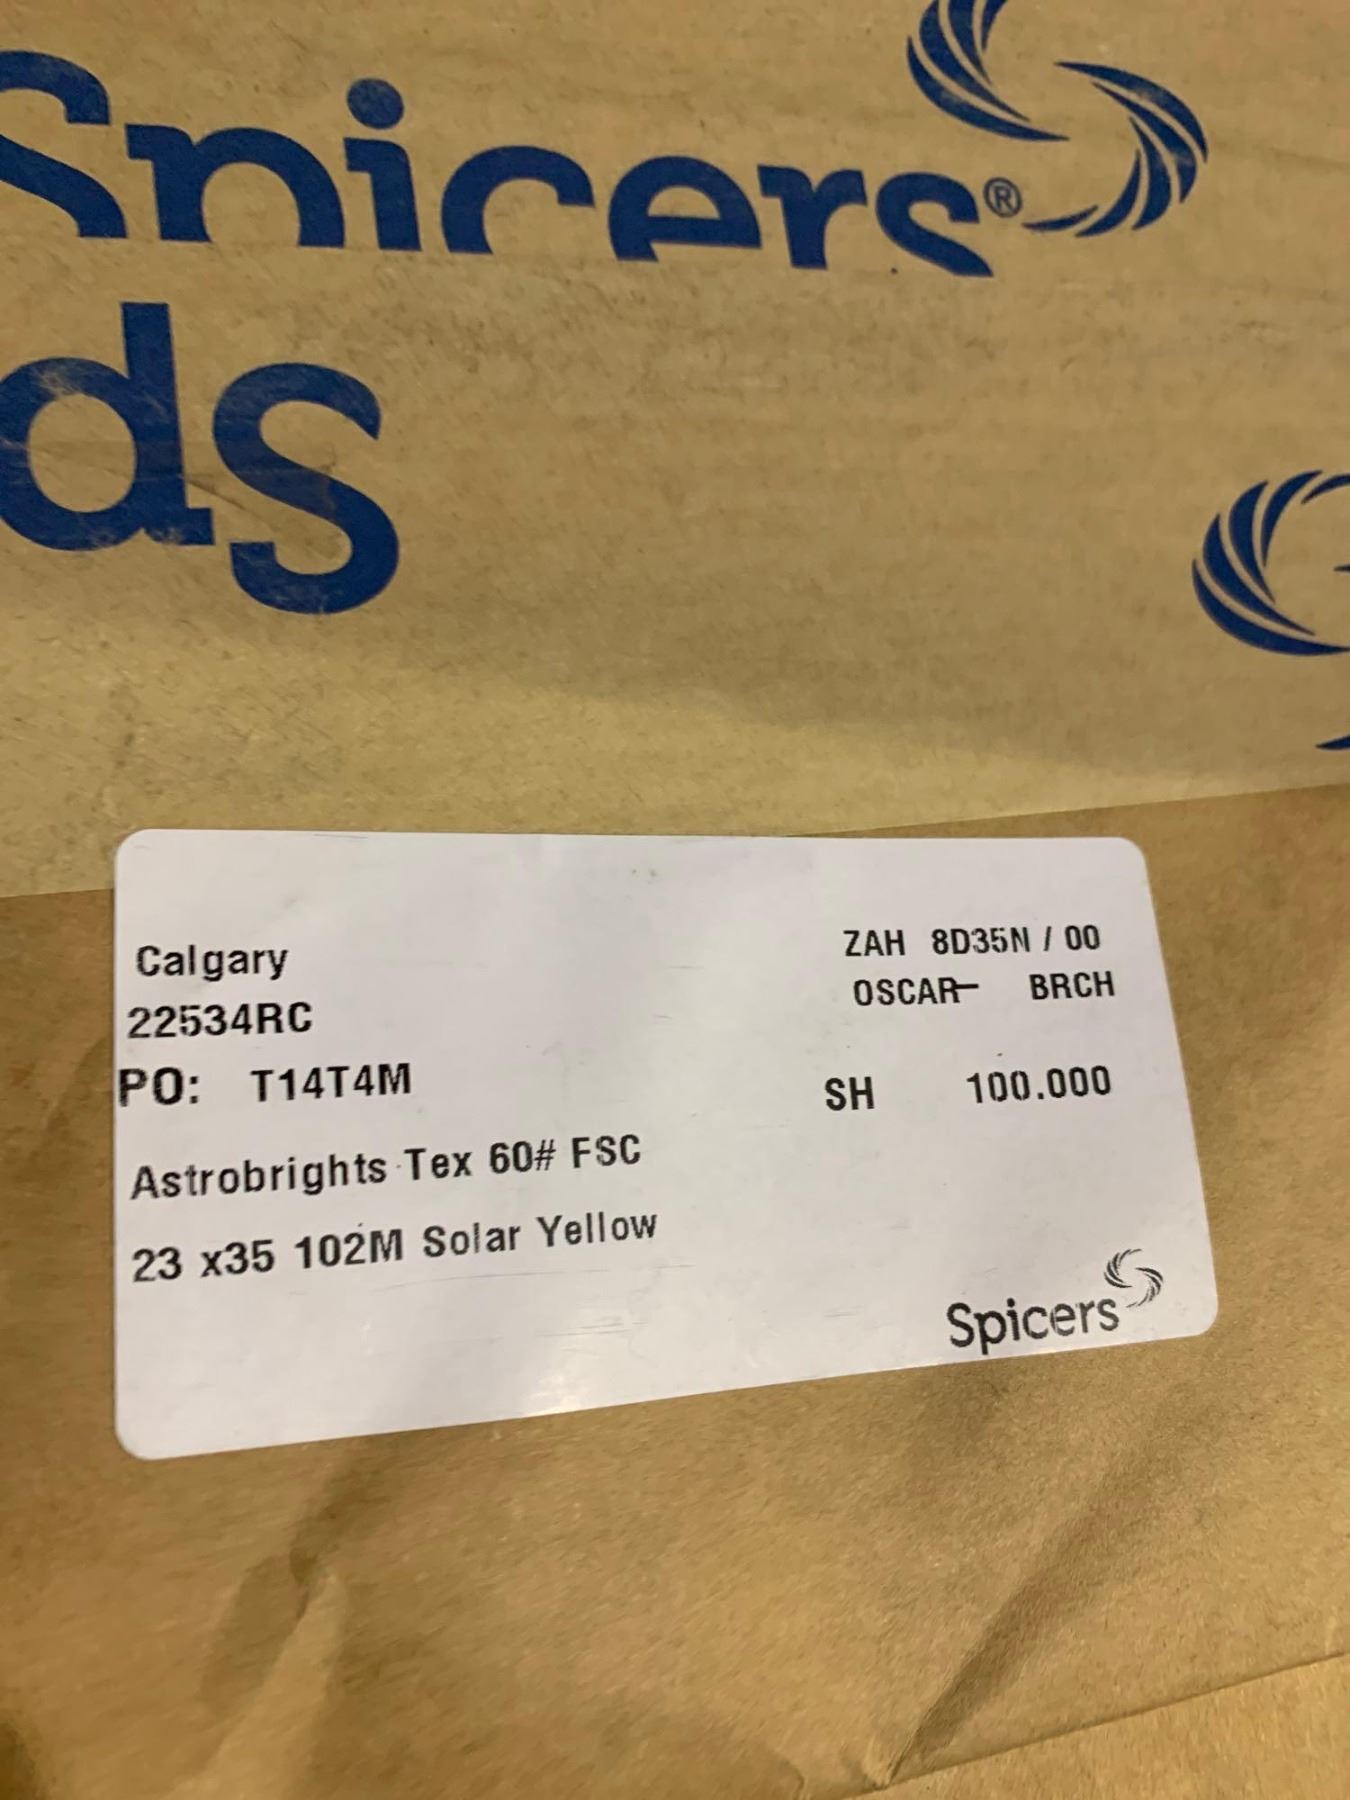 Spicers®
ds
Calgary
22534RC
PO: T14T4M
Astrobrights Tex 60# FSC
23 x35 102M Solar Yellow
ZAH 8D35N / 00
OSCAR- BRCH
SH 100.000
Spicers